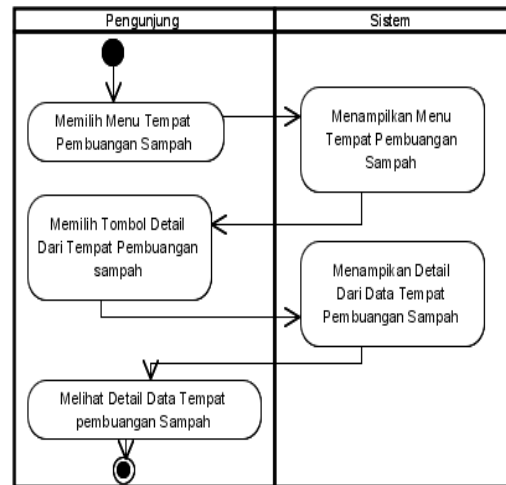 Pengunjung
Sistem
Memilih Menu Tempat
Pembuangan Sampah
Menampilkan Menu
Tempat Pembuangan
Sampah
Memilih Tombol Detail
Dari Tempat Pembuangan
sampah
Menampikan Detail
Dari Data Tempat
Pembuangan Sampah
Melihat Detail Data Tempat
pembuangan Sampah